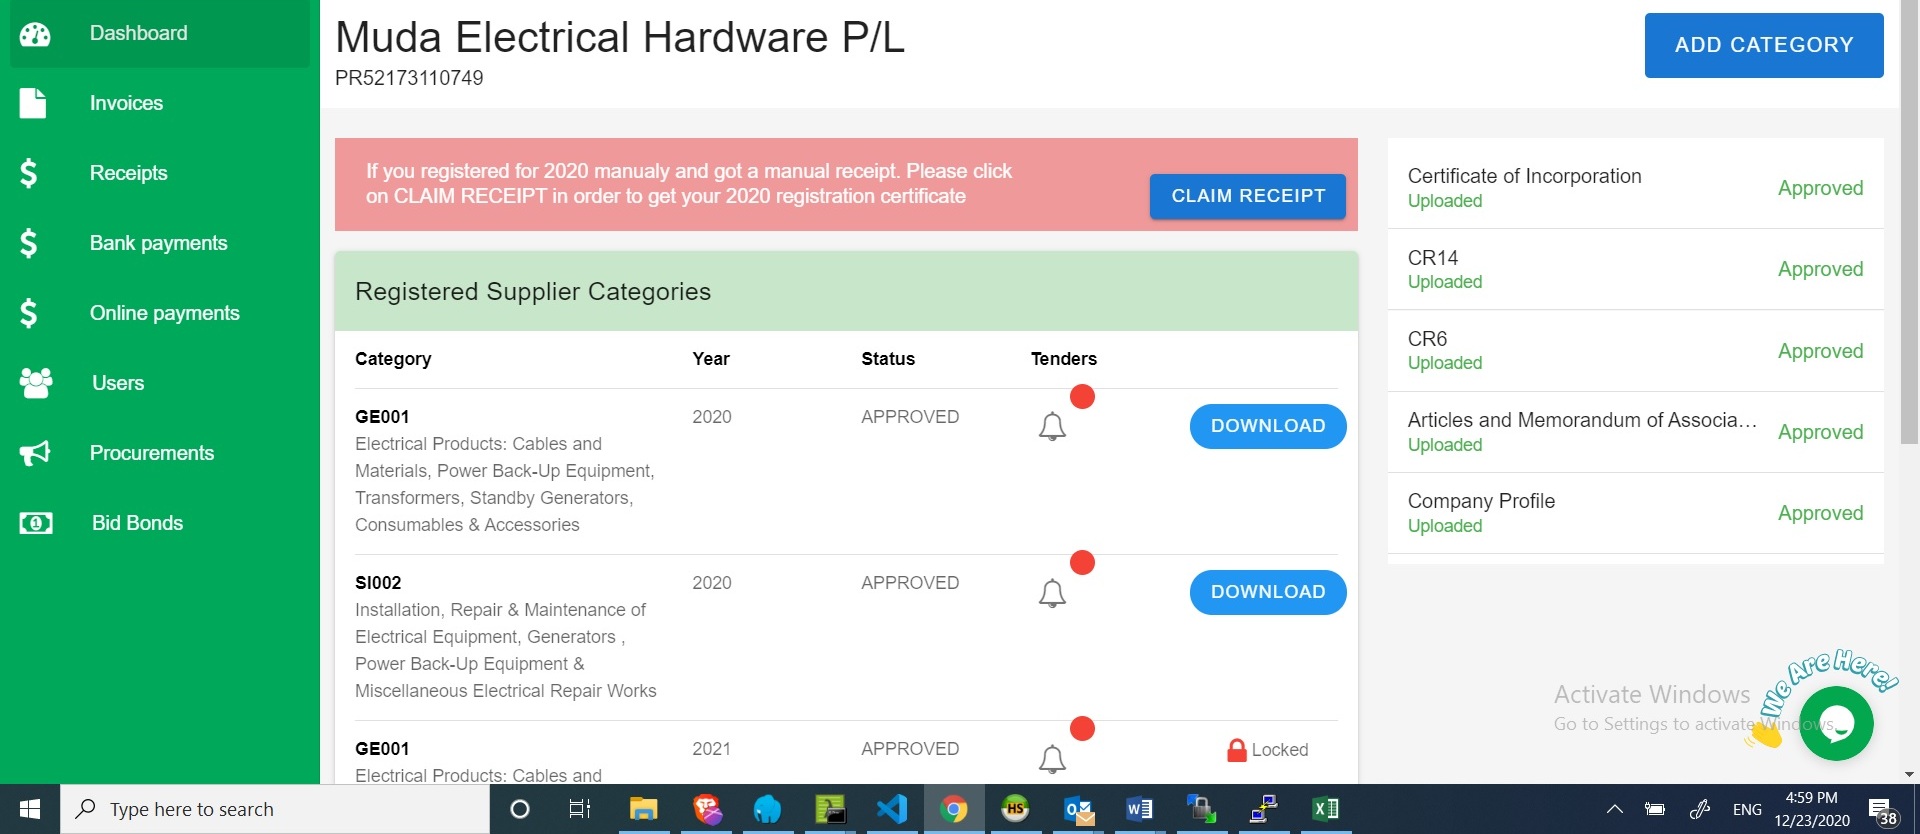 Dashboard
Invoices
Receipts
Bank payments
Online payments
Users
Procurements
Bid Bonds
Muda Electrical Hardware P/L
PR52173110749
ADD CATEGORY
If you registered for 2020 manualy and got a manual receipt. Please click
on CLAIM RECEIPT in order to get your 2020 registration certificate
CLAIM RECEIPT
Registered Supplier Categories
Category Year Status Tenders
GE001 2020 APPROVED DOWNLOAD
Electrical Products: Cables and
Materials, Power Back-Up Equipment,
Transformers, Standby Generators,
Consumables & Accessories
SI002 2020 APPROVED DOWNLOAD
Installation, Repair & Maintenance of
Electrical Equipment, Generators ,
Power Back-Up Equipment &
Miscellaneous Electrical Repair Works
GE001 2021 APPROVED Locked
Electrical Products: Cables and
Certificate of Incorporation
Uploaded
Approved
CR14
Uploaded
Approved
CR6
Uploaded
Approved
Articles and Memorandum of Associa...
Uploaded
Approved
Company Profile
Uploaded
Approved
We Are Here!
Activate Windows
Go to Settings to activate Windows.
Type here to search
HS
ENG
4:59 PM
12/23/2020
38